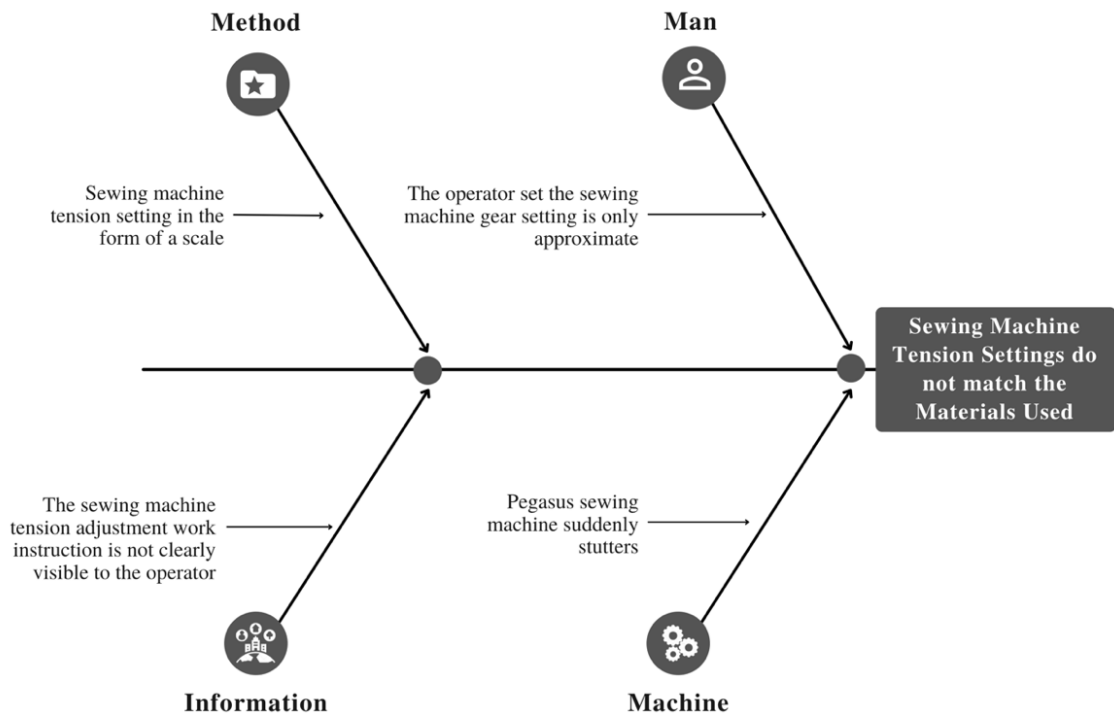 Method
Man
Sewing machine
tension setting in the
form of a scale
The operator set the sewing
machine gear setting is only
approximate
Sewing Machine
Tension Settings do
not match the
Materials Used
The sewing machine
tension adjustment work
instruction is not clearly
visible to the operator
Pegasus sewing
machine suddenly
stutters
Information
Machine